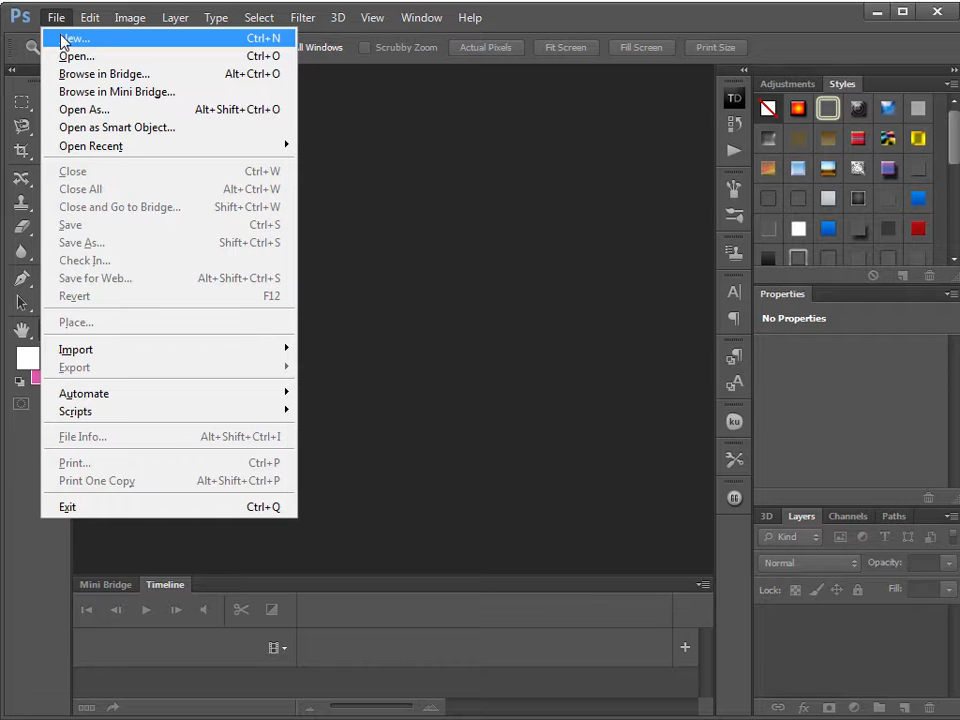 Ps File Edit Image Layer Type Select Filter 3D View Window Help
New... Ctrl+N
All Windows Scrubby Zoom Actual Pixels Fit Screen Fill Screen Print Size
Open... Ctrl+O
Browse in Bridge... Alt+Ctrl+O
Browse in Mini Bridge...
Open As... Alt+Shift+Ctrl+O
Open as Smart Object...
Open Recent
Close Ctrl+W
Close All Alt+Ctrl+W
Close and Go to Bridge... Shift+Ctrl+W
Save Ctrl+S
Save As... Shift+Ctrl+S
Check In...
Save for Web... Alt+Shift+Ctrl+S
Revert F12
Place...
Import
Export
Automate
Scripts
File Info... Alt+Shift+Ctrl+I
Print... Ctrl+P
Print One Copy Alt+Shift+Ctrl+P
Exit Ctrl+Q
Mini Bridge Timeline
TD
A
ku
Adjustments Styles
Properties
No Properties
3D Layers Channels Paths
Kind T
Normal Opacity:
Lock: Fill:
fx